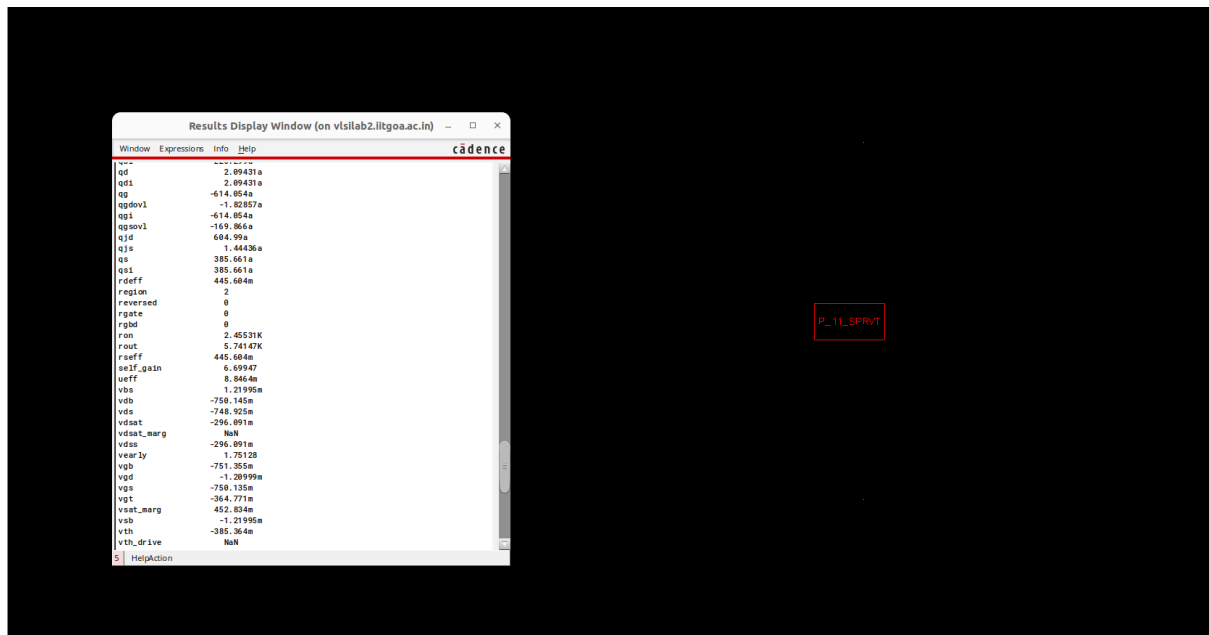 Results Display Window (on vlsilab2.iitgoa.ac.in)
Window Expressions Info Help cādence
qd 2.09431a
qdi 2.09431a
qg -614.054a
qgdovl -1.82857a
qgi -614.054a
qgsovl -169.866a
qjd 604.99a
qjs 1.44436a
qs 385.661a
qsi 385.661a
rdeff 445.604m
region 2
reversed 0
rgate 0
rgbd 0
ron 2.45531K
rout 5.74147K
rseff 445.604m
self_gain 6.69947
ueff 8.8464m
vbs 1.21995m
vdb -750.145m
vds -748.925m
vdsat -296.091m
vdsat_marg NaN
vdss -296.091m
vearly 1.75128
vgb -751.355m
vgd -1.20999m
vgs -750.135m
vgt -364.771m
vsat_marg 452.834m
vsb -1.21995m
vth -385.364m
vth_drive NaN
5 HelpAction
P_11_SPRVT